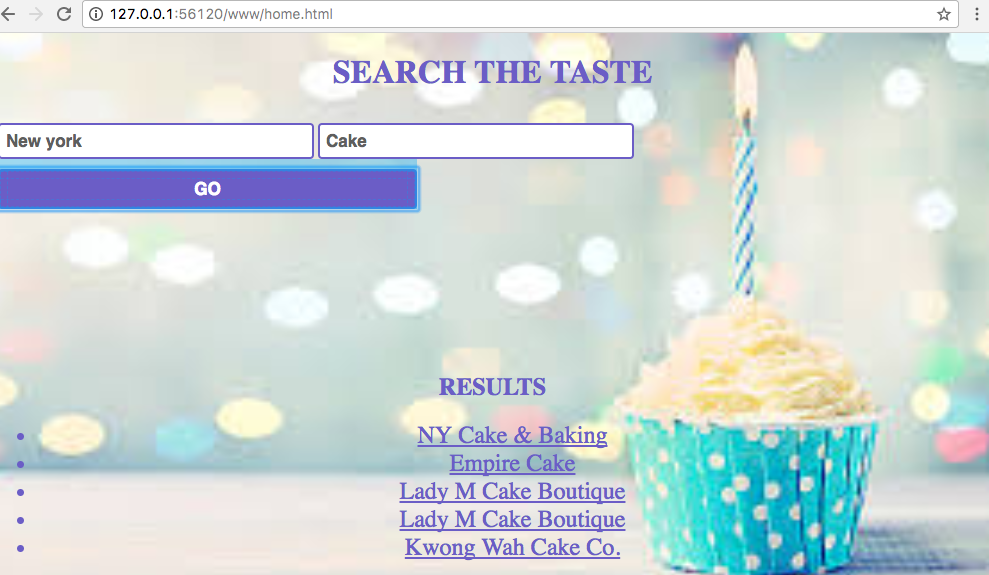 127.0.0.1:56120/www/home.html
SEARCH THE TASTE
New york Cake
GO
RESULTS
NY Cake & Baking
Empire Cake
Lady M Cake Boutique
Lady M Cake Boutique
Kwong Wah Cake Co.